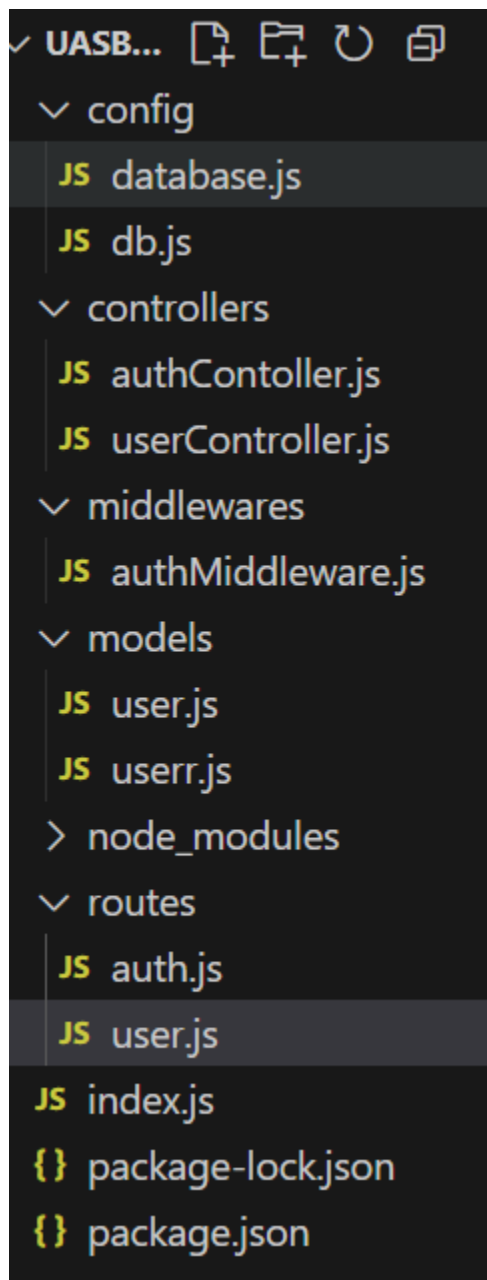 UASB...
config
JS database.js
JS db.js
controllers
JS authContoller.js
JS userController.js
middlewares
JS authMiddleware.js
models
JS user.js
JS userr.js
node_modules
routes
JS auth.js
JS user.js
JS index.js
{} package-lock.json
{} package.json